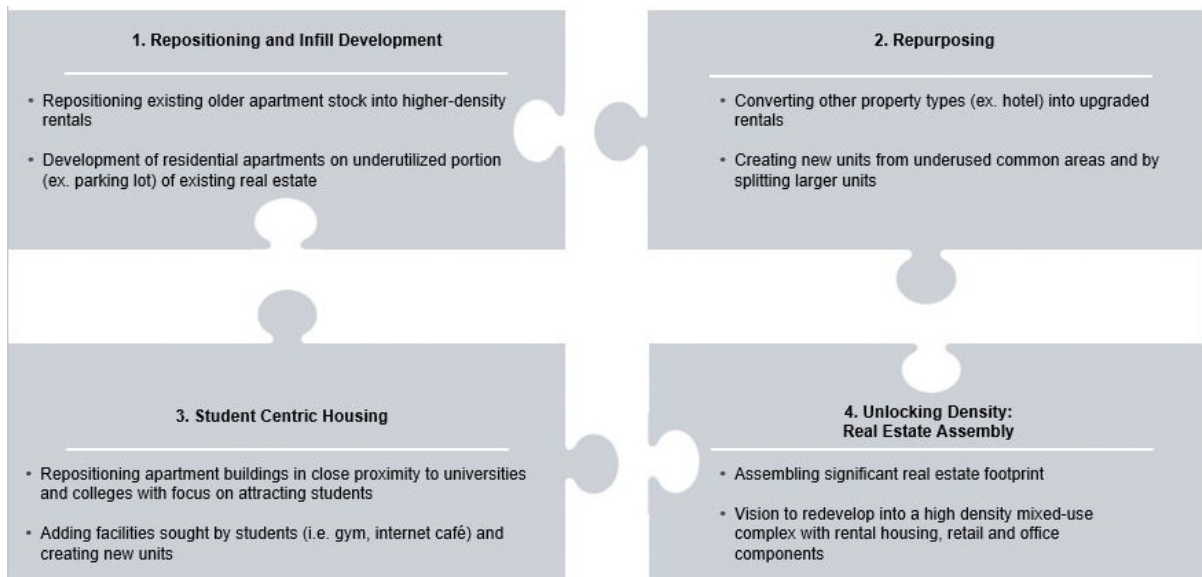 1. Repositioning and Infill Development
• Repositioning existing older apartment stock into higher-density
rentals
• Development of residential apartments on underutilized portion
(ex. parking lot) of existing real estate
2. Repurposing
• Converting other property types (ex. hotel) into upgraded
rentals
• Creating new units from underused common areas and by
splitting larger units
3. Student Centric Housing
• Repositioning apartment buildings in close proximity to universities
and colleges with focus on attracting students
• Adding facilities sought by students (i.e. gym, internet café) and
creating new units
4. Unlocking Density:
Real Estate Assembly
• Assembling significant real estate footprint
• Vision to redevelop into a high density mixed-use
complex with rental housing, retail and office
components